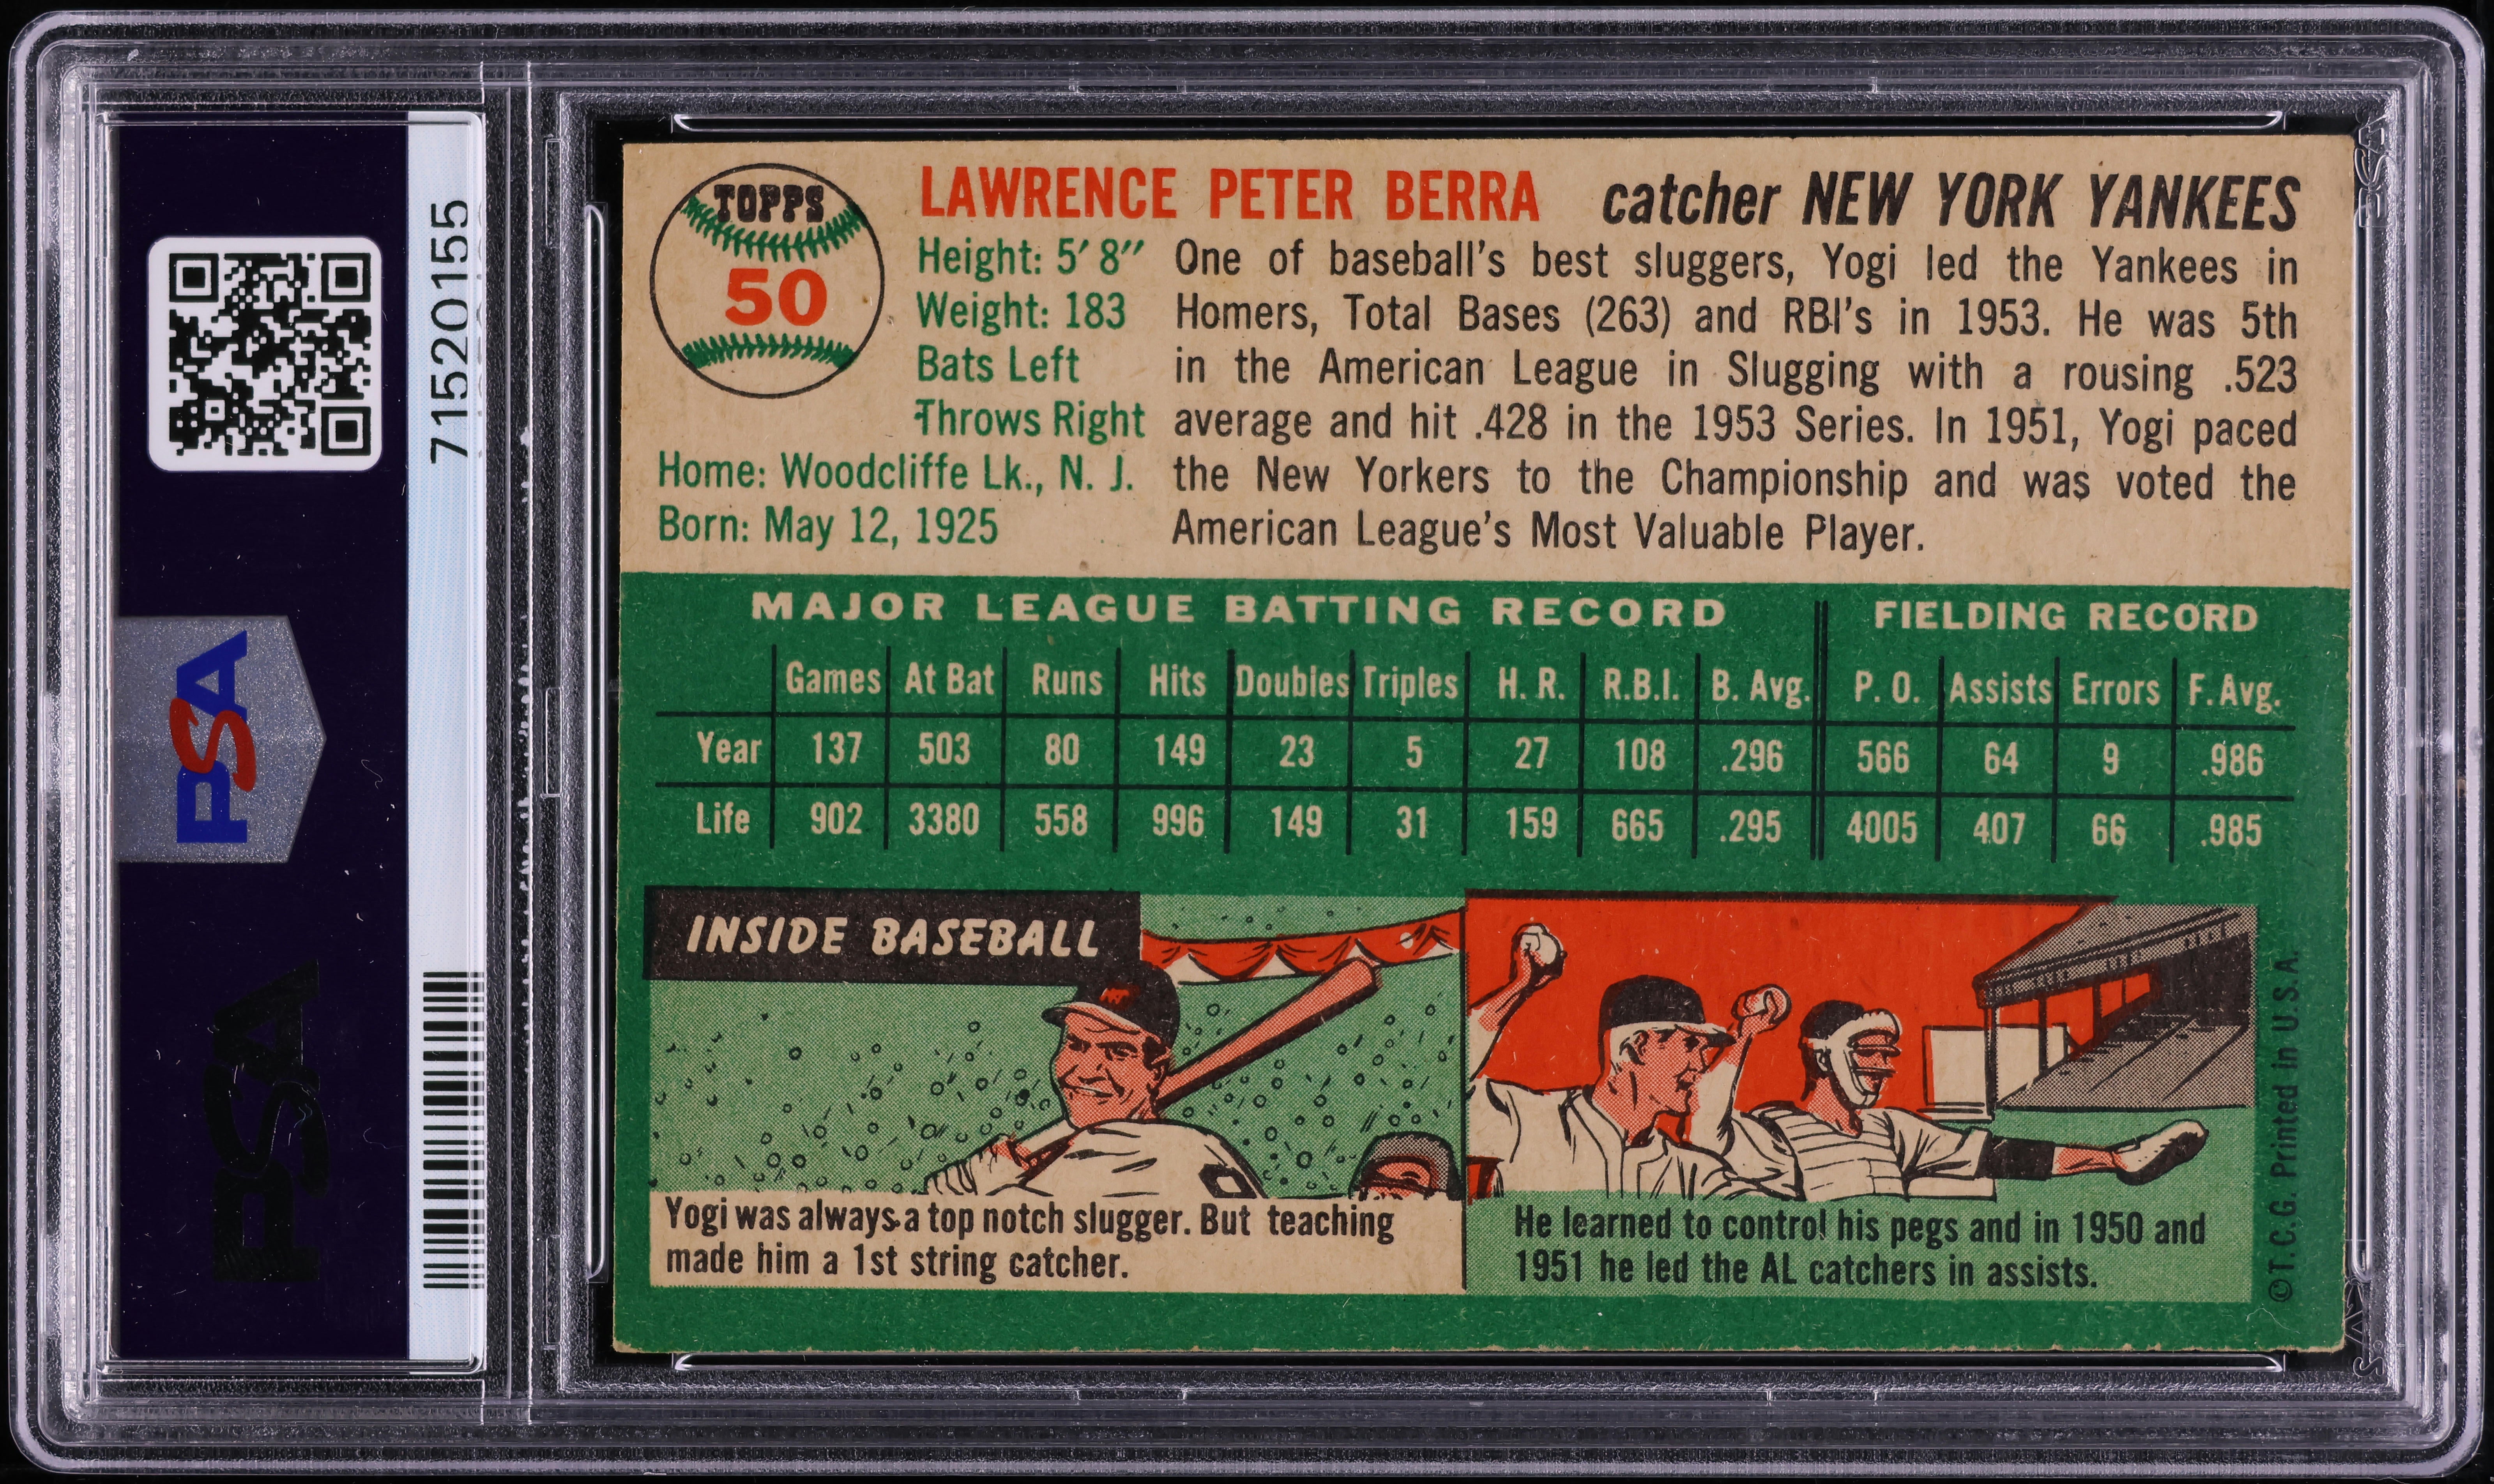 71520155
PSA
PSA
TOPPS
50
LAWRENCE PETER BERRA catcher NEW YORK YANKEES
Height: 5' 8"
Weight: 183
Bats Left
Throws Right
Home: Woodcliffe Lk., N. J.
Born: May 12, 1925
One of baseball's best sluggers, Yogi led the Yankees in
Homers, Total Bases (263) and RBI's in 1953. He was 5th
in the American League in Slugging with a rousing .523
average and hit .428 in the 1953 Series. In 1951, Yogi paced
the New Yorkers to the Championship and was voted the
American League's Most Valuable Player.
MAJOR LEAGUE BATTING RECORD FIELDING RECORD
Games At Bat Runs Hits Doubles Triples H. R. R.B.I. B. Avg. P. O. Assists Errors F. Avg.
Year 137 503 80 149 23 5 27 108 .296 566 64 9 .986
Life 902 3380 558 996 149 31 159 665 .295 4005 407 66 .985
INSIDE BASEBALL
Yogi was always a top notch slugger. But teaching
made him a 1st string catcher.
He learned to control his pegs and in 1950 and
1951 he led the AL catchers in assists.
©T.C.G. Printed in U.S.A.
PSA